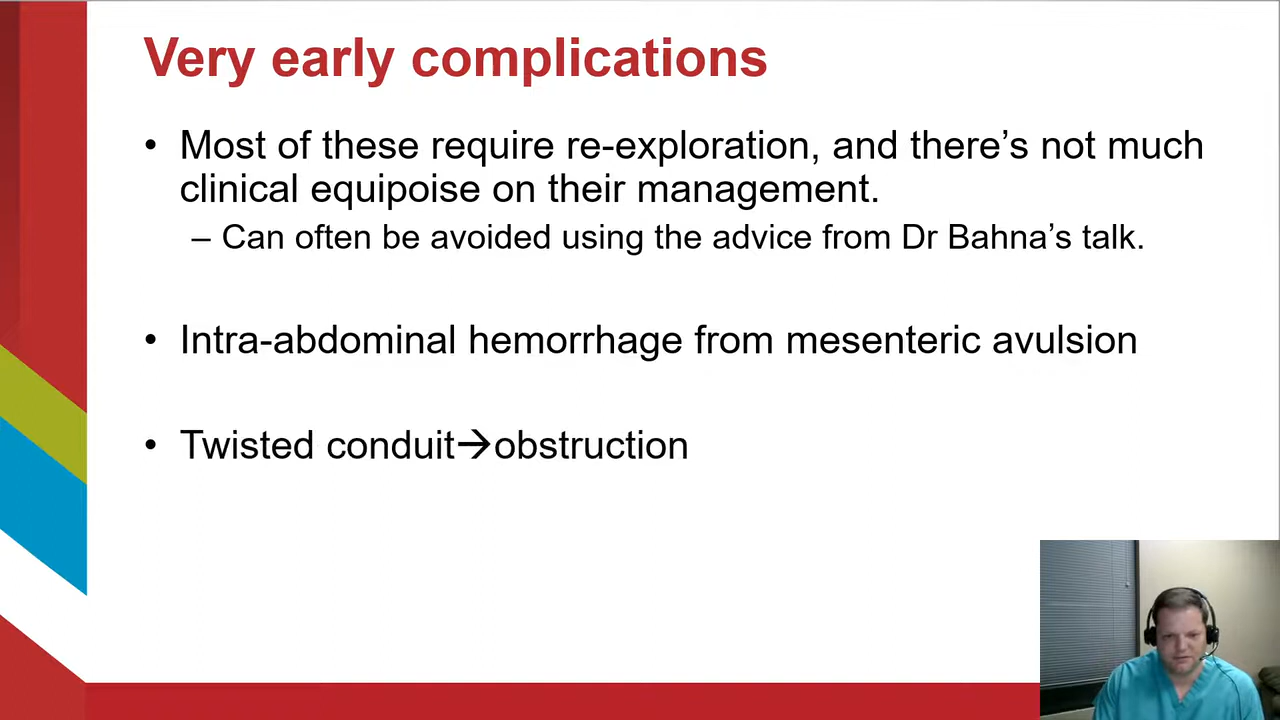 Very early complications
• Most of these require re-exploration, and there’s not much
clinical equipoise on their management.
– Can often be avoided using the advice from Dr Bahna’s talk.
• Intra-abdominal hemorrhage from mesenteric avulsion
• Twisted conduit→obstruction